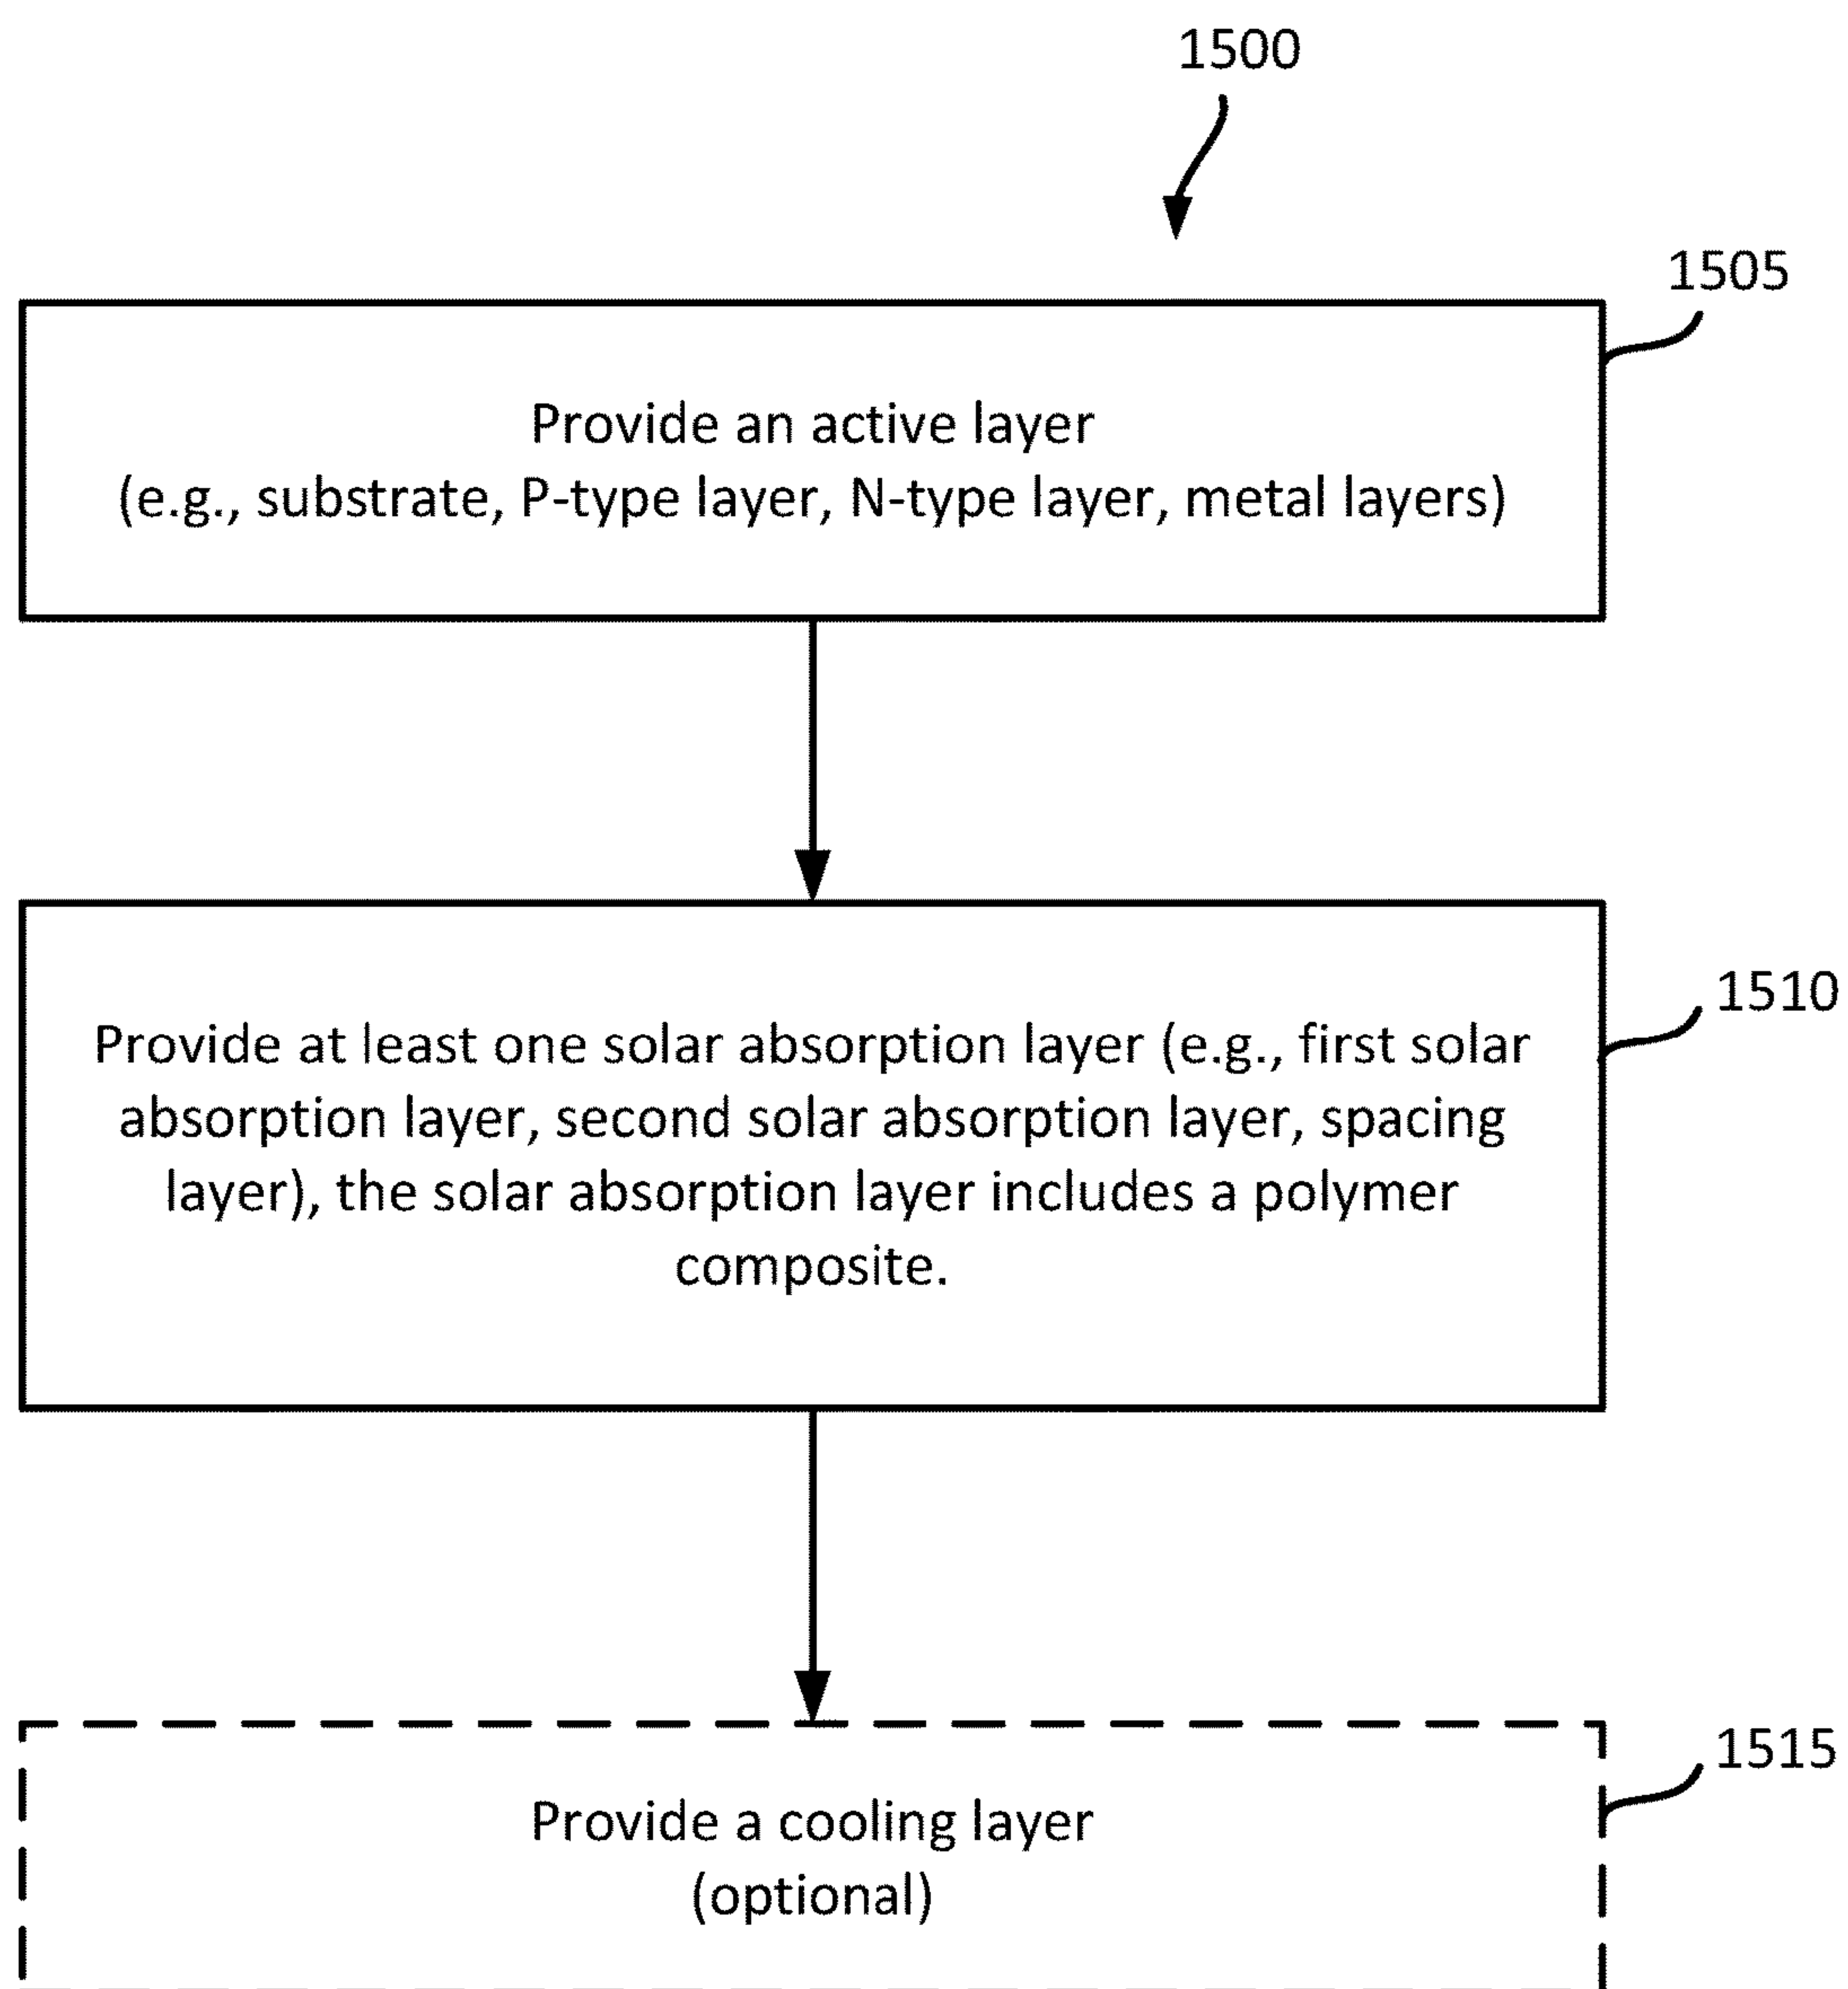 1500
1505
Provide an active layer
(e.g., substrate, P-type layer, N-type layer, metal layers)
1510
Provide at least one solar absorption layer (e.g., first solar
absorption layer, second solar absorption layer, spacing
layer), the solar absorption layer includes a polymer
composite.
1515
Provide a cooling layer
(optional)